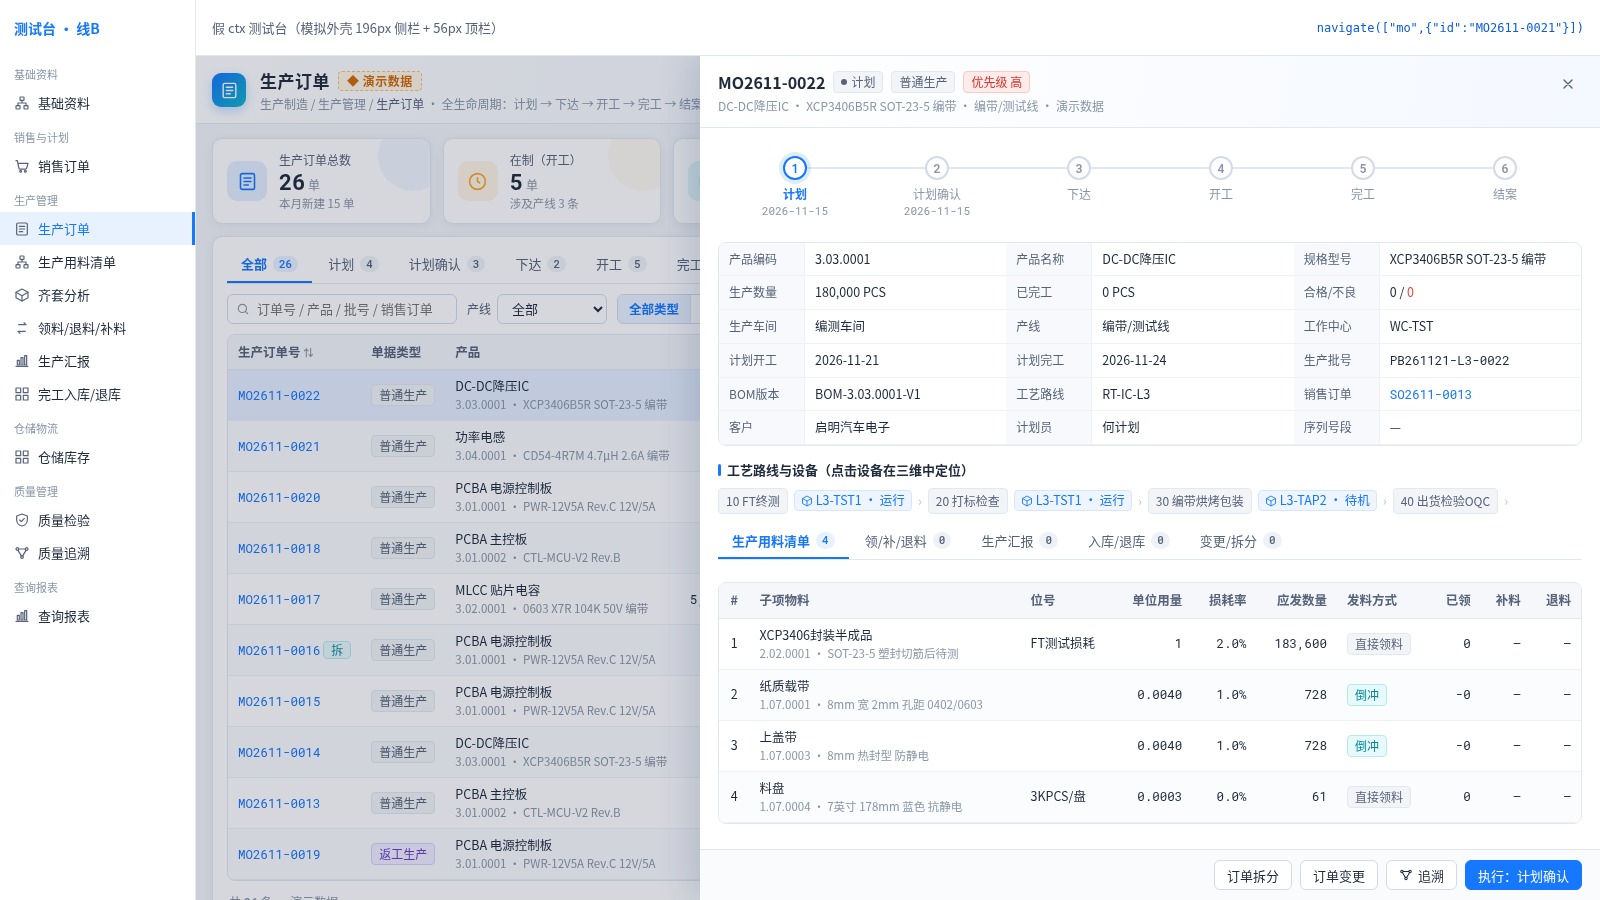 测试台 · 线B
假 ctx 测试台（模拟外壳 196px 侧栏 + 56px 顶栏）
navigate(["mo",{"id":"MO2611-0021"}])
基础资料
基础资料
销售与计划
销售订单
生产管理
生产订单
生产用料清单
齐套分析
领料/退料/补料
生产汇报
完工入库/退库
仓储物流
仓储库存
质量管理
质量检验
质量追溯
查询报表
查询报表
生产订单 ◆ 演示数据
生产制造 / 生产管理 / 生产订单 · 全生命周期：计划 → 下达 → 开工 → 完工 → 结案
生产订单总数
26 单
本月新建 15 单
在制（开工）
5 单
涉及产线 3 条
全部 26 计划 4 计划确认 3 下达 2 开工 5 完工
订单号 / 产品 / 批号 / 销售订单 产线 全部 全部类型
生产订单号 单据类型 产品
MO2611-0022 普通生产 DC-DC降压IC
3.03.0001 · XCP3406B5R SOT-23-5 编带
MO2611-0021 普通生产 功率电感
3.04.0001 · CD54-4R7M 4.7μH 2.6A 编带
MO2611-0020 普通生产 PCBA 电源控制板
3.01.0001 · PWR-12V5A Rev.C 12V/5A
MO2611-0018 普通生产 PCBA 主控板
3.01.0002 · CTL-MCU-V2 Rev.B
MO2611-0017 普通生产 MLCC 贴片电容 5
3.02.0001 · 0603 X7R 104K 50V 编带
MO2611-0016 拆 普通生产 PCBA 电源控制板
3.01.0001 · PWR-12V5A Rev.C 12V/5A
MO2611-0015 普通生产 PCBA 电源控制板
3.01.0001 · PWR-12V5A Rev.C 12V/5A
MO2611-0014 普通生产 DC-DC降压IC
3.03.0001 · XCP3406B5R SOT-23-5 编带
MO2611-0013 普通生产 PCBA 主控板
3.01.0002 · CTL-MCU-V2 Rev.B
MO2611-0019 返工生产 PCBA 电源控制板
3.01.0001 · PWR-12V5A Rev.C 12V/5A
MO2611-0022 计划 普通生产 优先级 高
DC-DC降压IC · XCP3406B5R SOT-23-5 编带 · 编带/测试线 · 演示数据
1 2 3 4 5 6
计划 计划确认 下达 开工 完工 结案
2026-11-15 2026-11-15
产品编码 3.03.0001 产品名称 DC-DC降压IC 规格型号 XCP3406B5R SOT-23-5 编带
生产数量 180,000 PCS 已完工 0 PCS 合格/不良 0 / 0
生产车间 编测车间 产线 编带/测试线 工作中心 WC-TST
计划开工 2026-11-21 计划完工 2026-11-24 生产批号 PB261121-L3-0022
BOM版本 BOM-3.03.0001-V1 工艺路线 RT-IC-L3 销售订单 SO2611-0013
客户 启明汽车电子 计划员 何计划 序列号段 —
工艺路线与设备（点击设备在三维中定位）
10 FT终测 L3-TST1 · 运行 › 20 打标检查 L3-TST1 · 运行 › 30 编带烘烤包装 L3-TAP2 · 待机 › 40 出货检验OQC ›
生产用料清单 4 领/补/退料 0 生产汇报 0 入库/退库 0 变更/拆分 0
# 子项物料 位号 单位用量 损耗率 应发数量 发料方式 已领 补料 退料
1 XCP3406封装半成品 FT测试损耗 1 2.0% 183,600 直接领料 0 — —
2.02.0001 · SOT-23-5 塑封切筋后待测
2 纸质载带 0.0040 1.0% 728 倒冲 -0 — —
1.07.0001 · 8mm 宽 2mm 孔距 0402/0603
3 上盖带 0.0040 1.0% 728 倒冲 -0 — —
1.07.0003 · 8mm 热封型 防静电
4 料盘 3KPCS/盘 0.0003 0.0% 61 直接领料 0 — —
1.07.0004 · 7英寸 178mm 蓝色 抗静电
订单拆分 订单变更 追溯 执行：计划确认